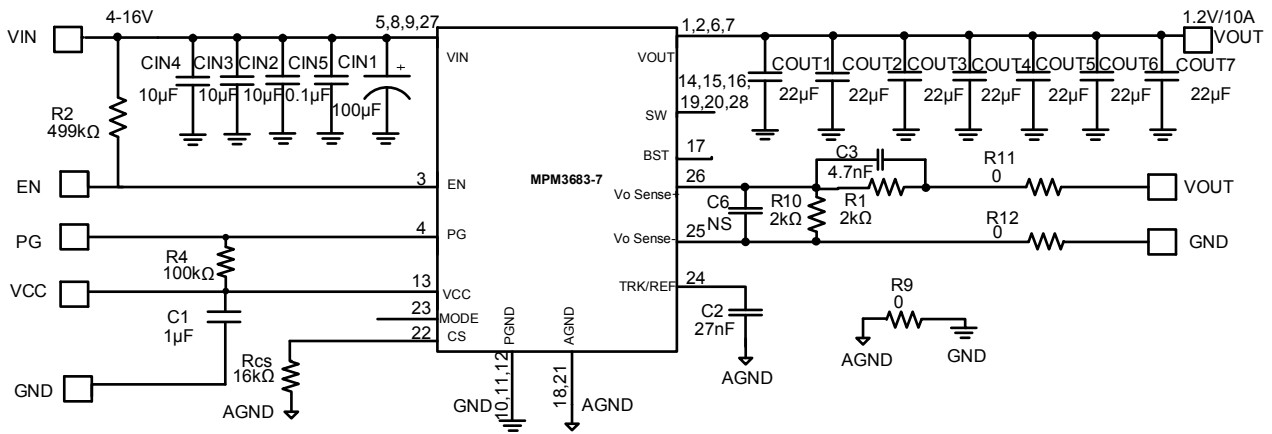 4-16V
VIN
5,8,9,27
1,2,6,7
1.2V/10A
VOUT
VIN
VOUT
CIN4
10µF
CIN3
10µF
CIN2
10µF
CIN5
0.1µF
CIN1
+
100µF
COUT1
22µF
COUT2
22µF
COUT3
22µF
COUT4
22µF
COUT5
22µF
COUT6
22µF
COUT7
22µF
R2
499kΩ
14,15,16,
19,20,28
SW
17
BST
MPM3683-7
EN
3
EN
26
Vo Sense+
C3
4.7nF
R11
0
VOUT
C6
NS
R10
2kΩ
R1
2kΩ
PG
4
PG
25
Vo Sense-
R12
0
GND
R4
100kΩ
VCC
13
VCC
24
TRK/REF
C1
1µF
23
MODE
22
CS
PGND
AGND
C2
27nF
R9
0
AGND
GND
AGND
Rcs
16kΩ
GND
AGND
GND
10,11,12
18,21
AGND